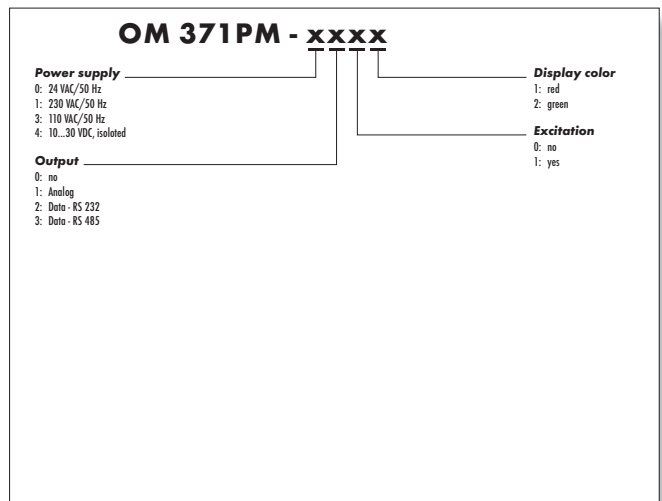 OM 371PM - xxxx
Power supply
0: 24 VAC/50 Hz
1: 230 VAC/50 Hz
3: 110 VAC/50 Hz
4: 10...30 VDC, isoloted
Output
0: no
1: Analog
2: Data - RS 232
3: Data - RS 485
Display color
1: red
2: green
Excitation
0: no
1: yes